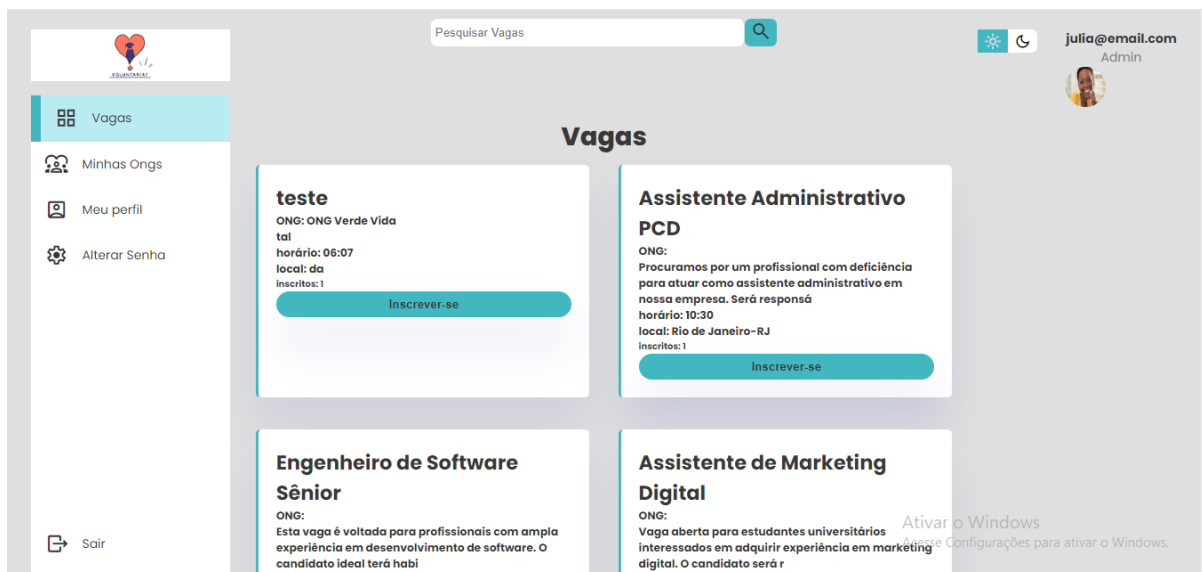 Pesquisar Vagas
julia@email.com
Admin
VOLUNTARIAS
Vagas
Minhas Ongs
Meu perfil
Alterar Senha
Sair
Vagas
teste
ONG: ONG Verde Vida
tal
horário: 06:07
local: da
inscritos: 1
Inscrever-se
Assistente Administrativo
PCD
ONG:
Procuramos por um profissional com deficiência
para atuar como assistente administrativo em
nossa empresa. Será responsá
horário: 10:30
local: Rio de Janeiro-RJ
inscritos: 1
Inscrever-se
Engenheiro de Software
Sênior
ONG:
Esta vaga é voltada para profissionais com ampla
experiência em desenvolvimento de software. O
candidato ideal terá habi
Assistente de Marketing
Digital
ONG:
Vaga aberta para estudantes universitários
interessados em adquirir experiência em marketing
digital. O candidato será r
Ativar o Windows
Acesse Configurações para ativar o Windows.